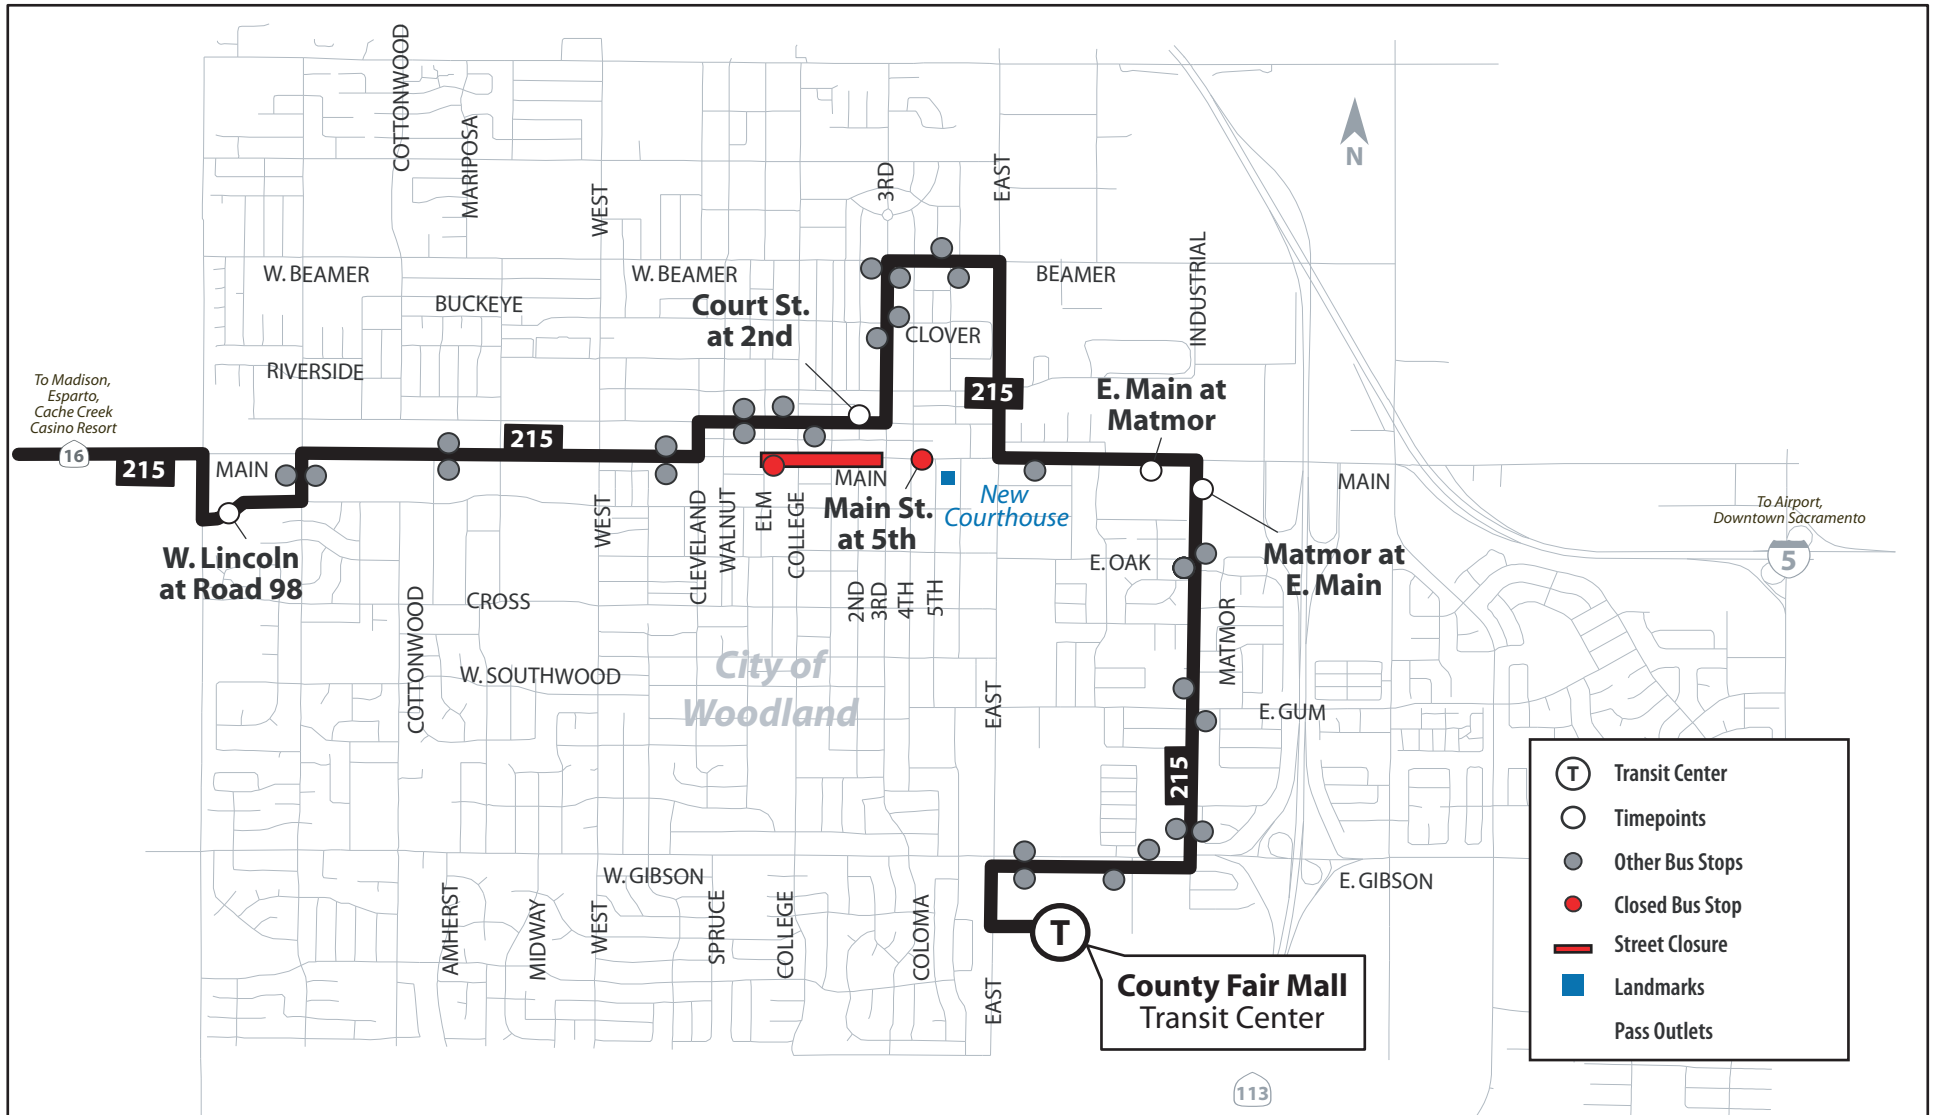 COTTONWOOD
MARIPOSA
WEST
3RD
EAST
N
INDUSTRIAL
W. BEAMER
W. BEAMER
BEAMER
BUCKEYE
Court St.
at 2nd
CLOVER
RIVERSIDE
To Madison,
Esparto,
Cache Creek
Casino Resort
215
E. Main at
Matmor
16
215
215
MAIN
MAIN
MAIN
New
Courthouse
Main St.
at 5th
To Airport,
Downtown Sacramento
5
WEST
CLEVELAND
WALNUT
ELM
COLLEGE
W. Lincoln
at Road 98
E. OAK
Matmor at
E. Main
CROSS
2ND
3RD
4TH
5TH
COTTONWOOD
MATMOR
City of
Woodland
W. SOUTHWOOD
EAST
E. GUM
215
T
Transit Center
Timepoints
Other Bus Stops
Closed Bus Stop
Street Closure
Landmarks
Pass Outlets
W. GIBSON
E. GIBSON
AMHERST
MIDWAY
WEST
SPRUCE
COLLEGE
COLOMA
EAST
T
County Fair Mall
Transit Center
113